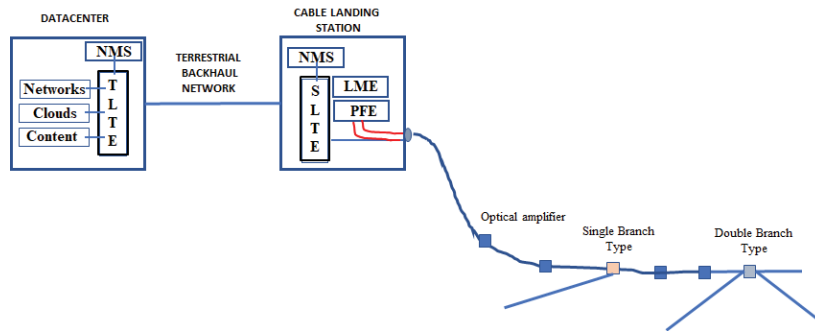 DATACENTER
NMS
Networks
Clouds
Content
T
L
T
E
TERRESTRIAL
BACKHAUL
NETWORK
CABLE LANDING
STATION
NMS
S
L
T
E
LME
PFE
Optical amplifier
Single Branch
Type
Double Branch
Type